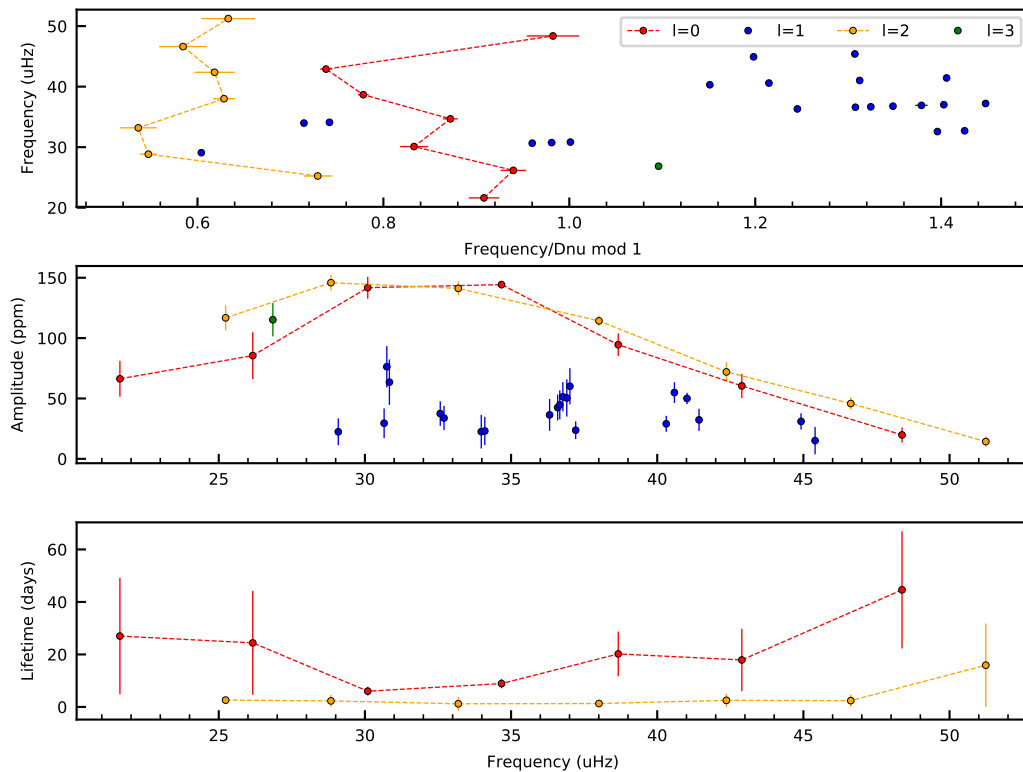 50
40
30
20
Frequency (uHz)
l=0 l=1 l=2 l=3
0.6 0.8 1.0 1.2 1.4
Frequency/Dnu mod 1
150
100
50
0
Amplitude (ppm)
25 30 35 40 45 50
60
40
20
0
Lifetime (days)
25 30 35 40 45 50
Frequency (uHz)